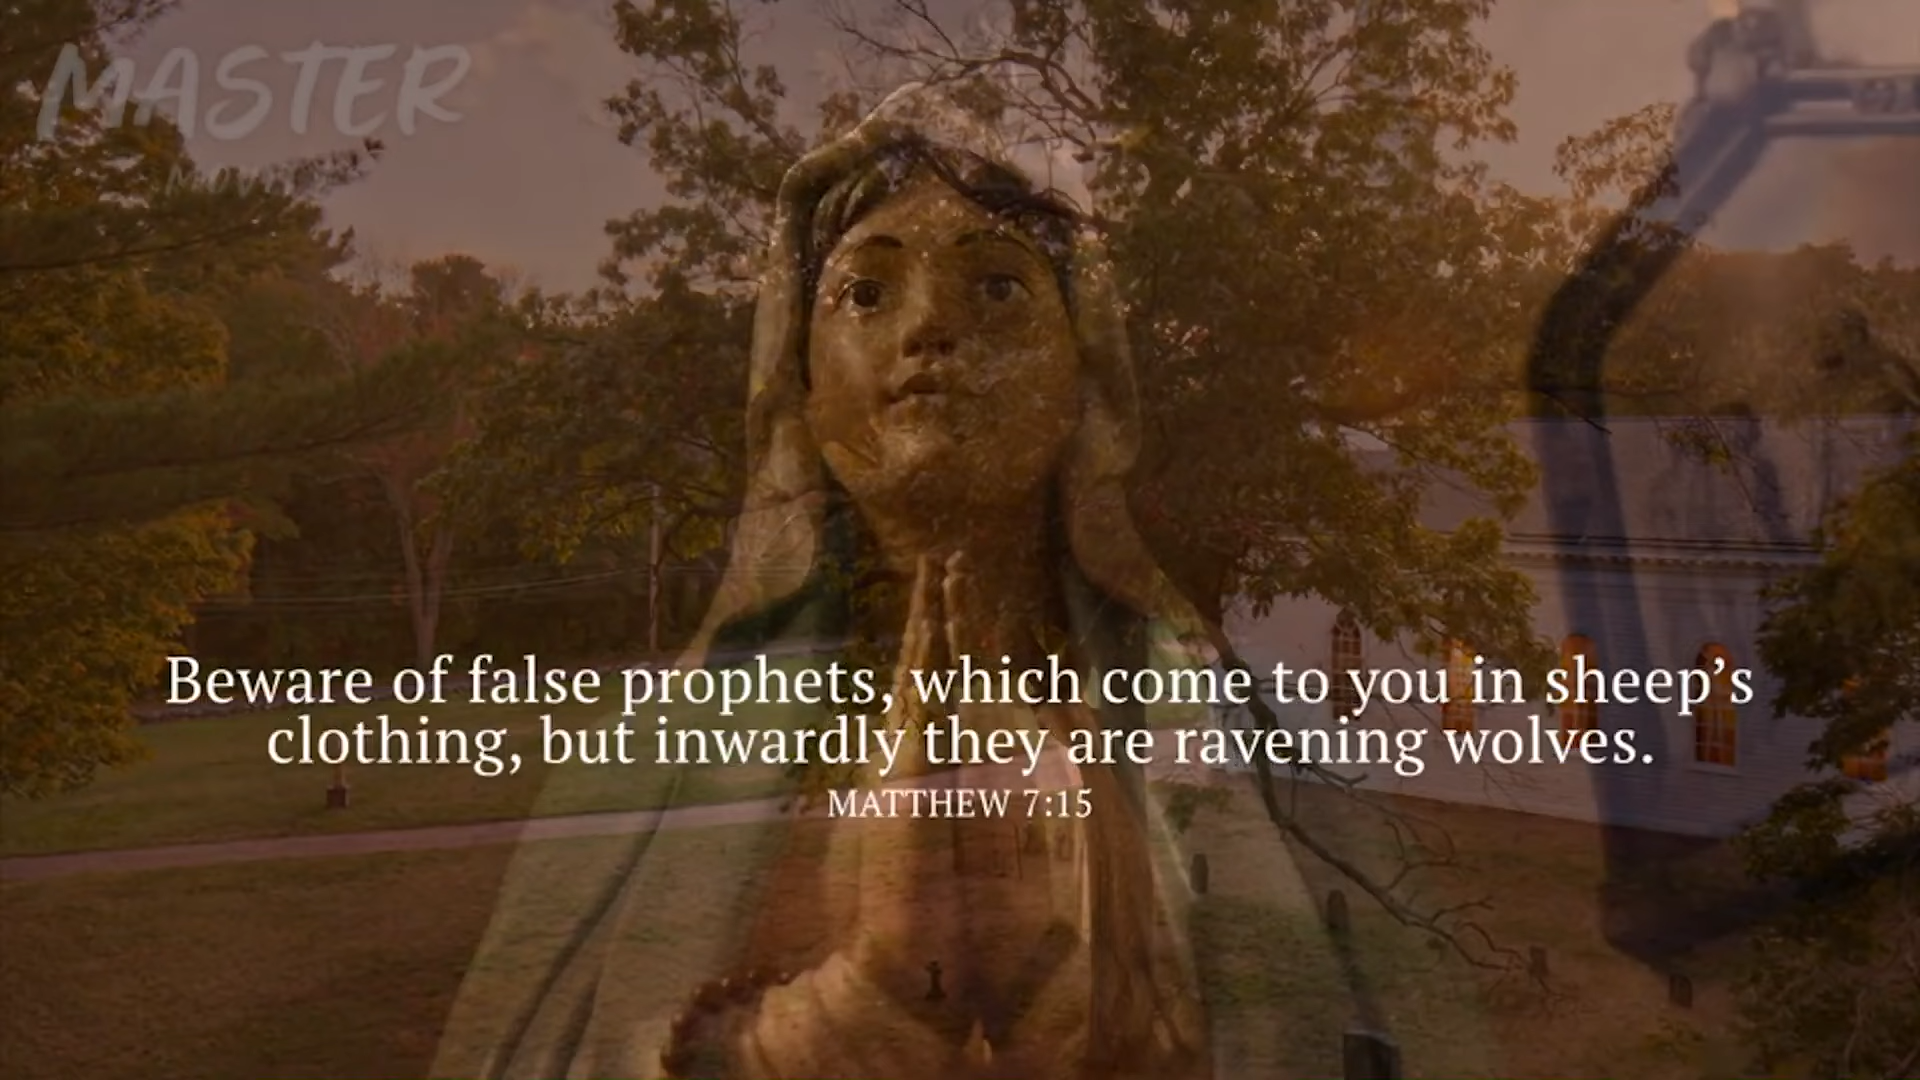 MASTER
MOVIE
Beware of false prophets, which come to you in sheep’s
clothing, but inwardly they are ravening wolves.
MATTHEW 7:15